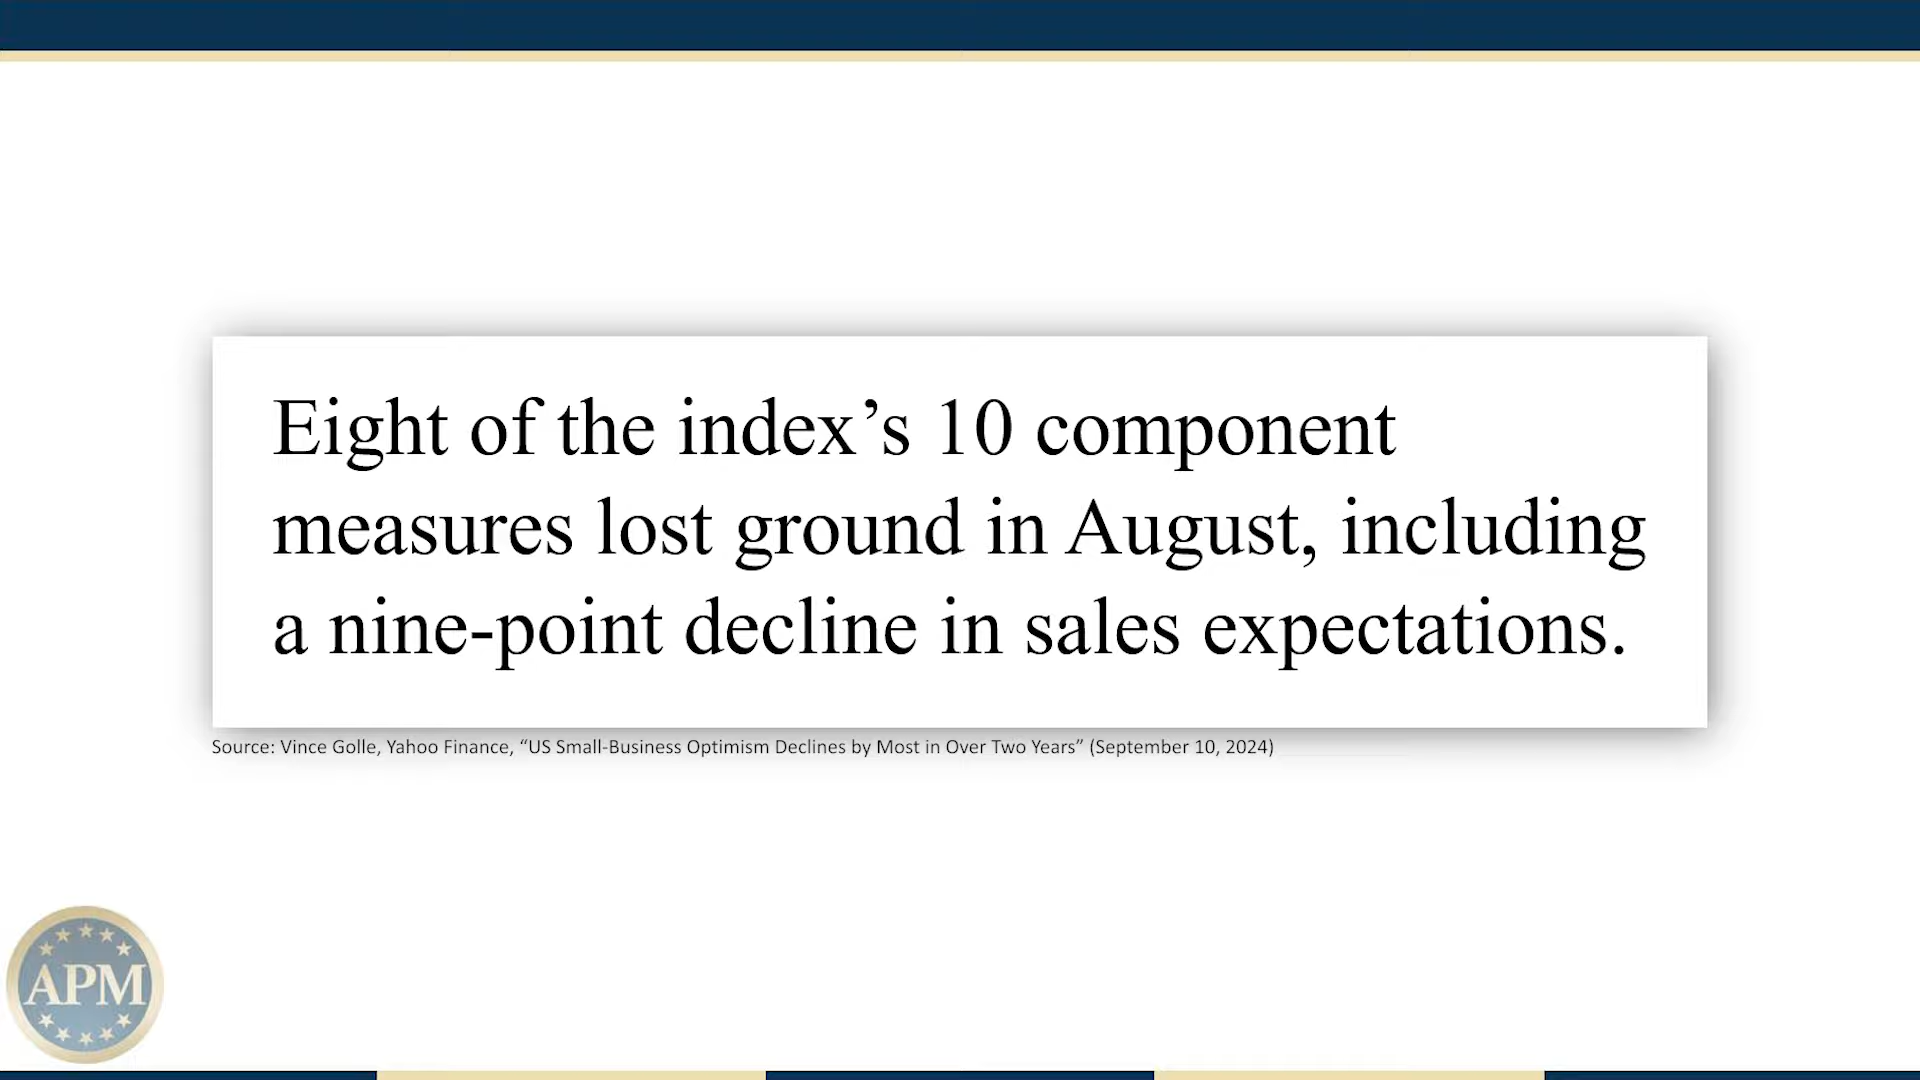 Eight of the index’s 10 component
measures lost ground in August, including
a nine-point decline in sales expectations.
Source: Vince Golle, Yahoo Finance, “US Small-Business Optimism Declines by Most in Over Two Years” (September 10, 2024)
APM